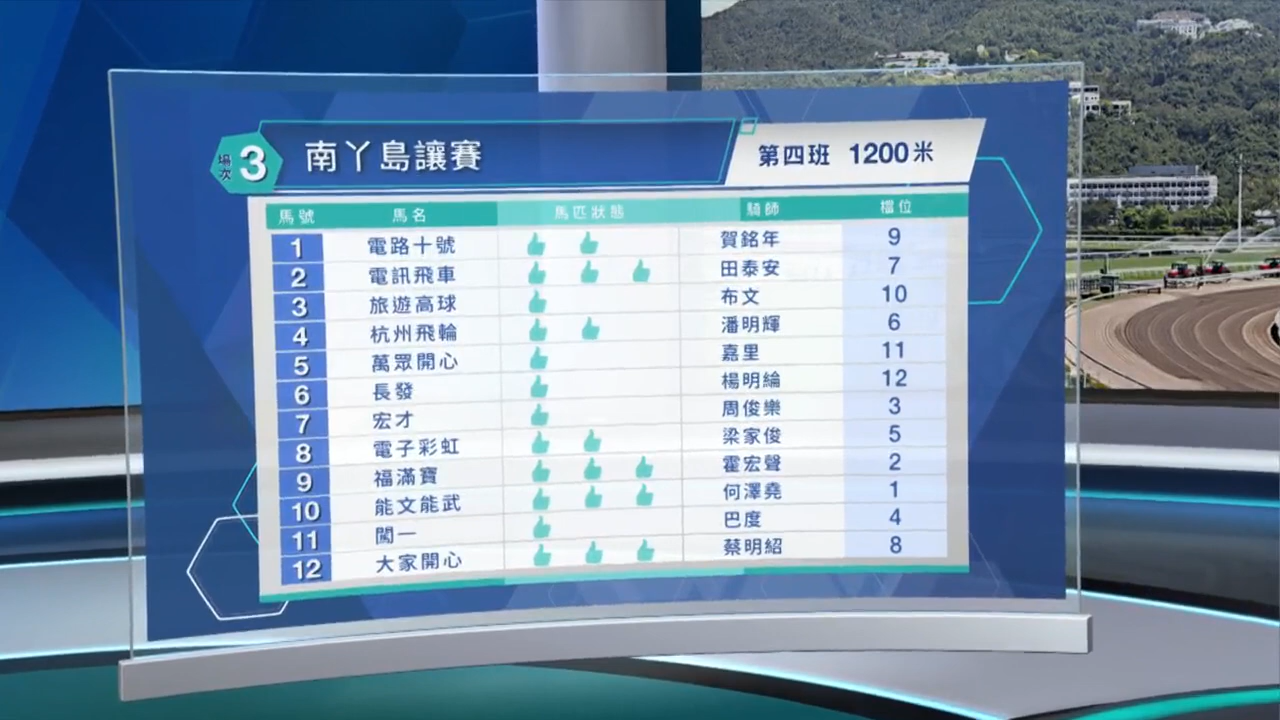 場次 3 南丫島讓賽 第四班 1200米
馬號 馬名 馬匹狀態 騎師 檔位
1 電路十號 賀銘年 9
2 電訊飛車 田泰安 7
3 旅遊高球 布文 10
4 杭州飛輪 潘明輝 6
5 萬眾開心 嘉里 11
6 長發 楊明綸 12
7 宏才 周俊樂 3
8 電子彩虹 梁家俊 5
9 福滿寶 霍宏聲 2
10 能文能武 何澤堯 1
11 闖一 巴度 4
12 大家開心 蔡明紹 8